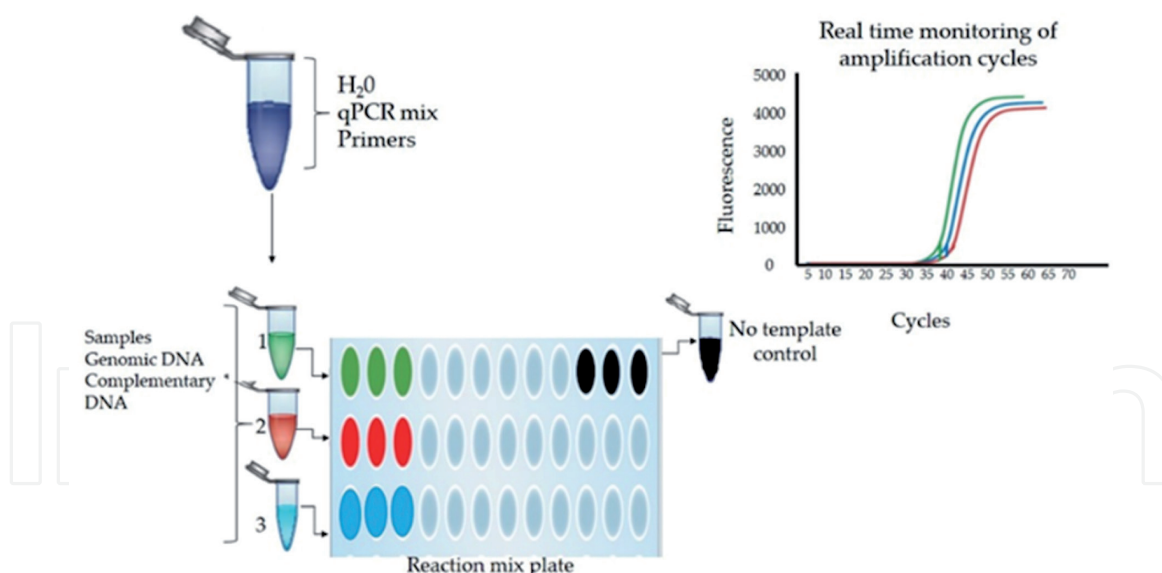 H₂0
qPCR mix
Primers
Real time monitoring of
amplification cycles
5000
4000
3000
2000
1000
0
Fluorescence
5 10 15 20 25 30 35 40 45 50 55 60 65 70
Cycles
Samples
Genomic DNA
Complementary
DNA
1
2
3
No template
control
Reaction mix plate